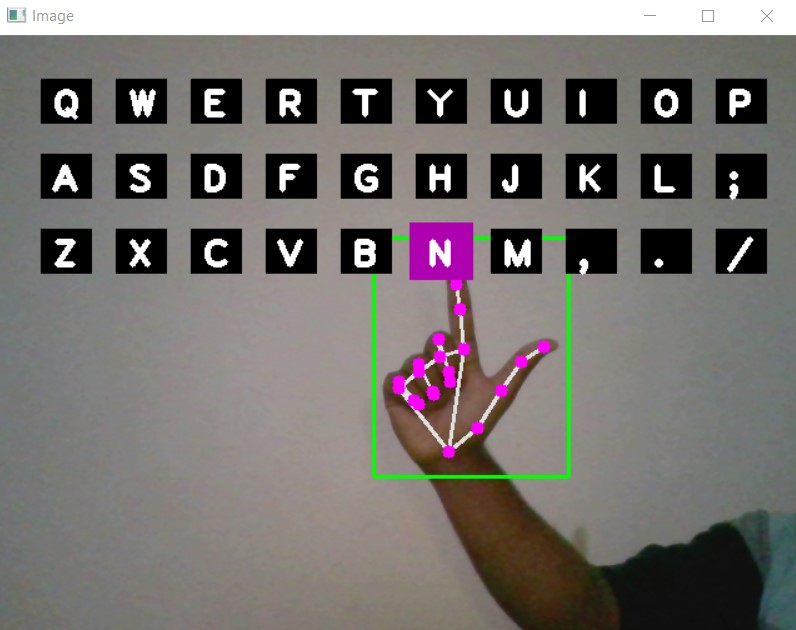 Image
Q W E R T Y U I O P
A S D F G H J K L ;
Z X C V B N M , . /